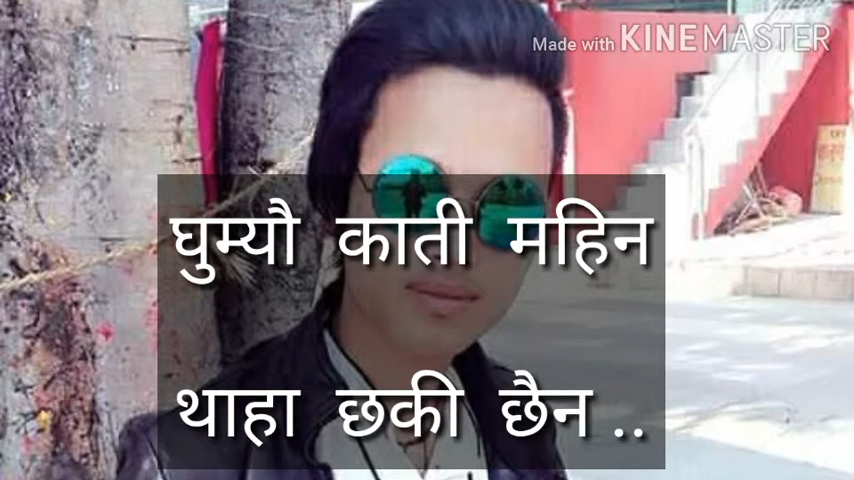 Made with KINEMASTER
घुम्यौ काती महिन
थाहा छकी छैन ..